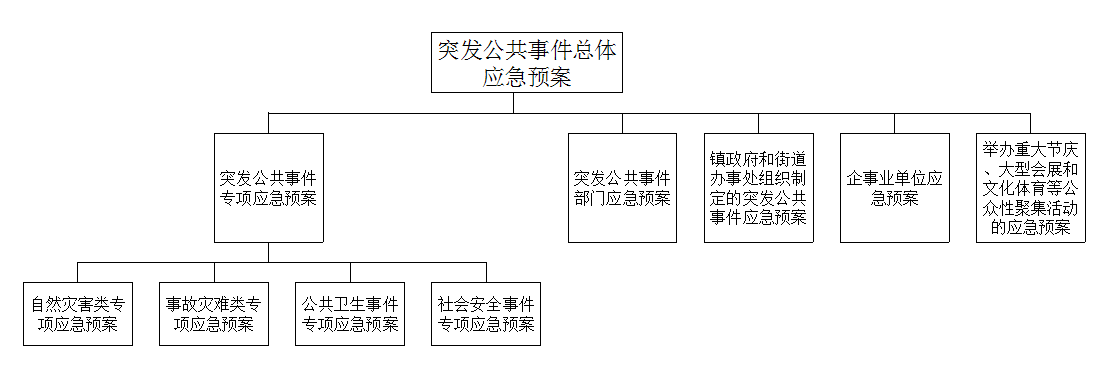 突发公共事件总体
应急预案
突发公共事件
专项应急预案
突发公共事件
部门应急预案
镇政府和街道
办事处组织制
定的突发公共
事件应急预案
企事业单位应
急预案
举办重大节庆
、大型会展和
文化体育等公
众性聚集活动
的应急预案
自然灾害类专
项应急预案
事故灾难类专
项应急预案
公共卫生事件
专项应急预案
社会安全事件
专项应急预案